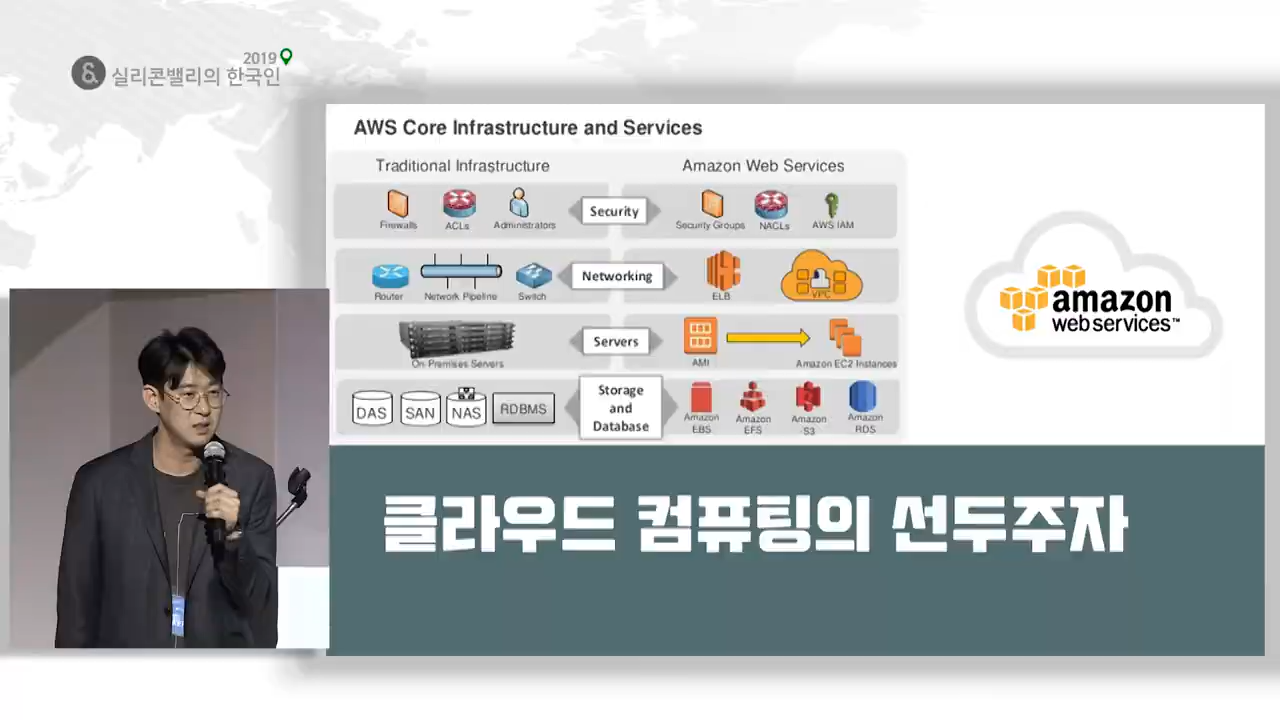 2019
& 실리콘밸리의 한국인
AWS Core Infrastructure and Services
Traditional Infrastructure
Amazon Web Services
Firewalls
ACLs
Administrators
Security
Security Groups
NACLs
AWS IAM
Router
Network Pipeline
Switch
Networking
ELB
VPC
On-Premises Servers
Servers
AMI
Amazon EC2 Instances
DAS
SAN
NAS
RDBMS
Storage
and
Database
Amazon
EBS
Amazon
EFS
Amazon
S3
Amazon
RDS
amazon
web services™
클라우드 컴퓨팅의 선두주자